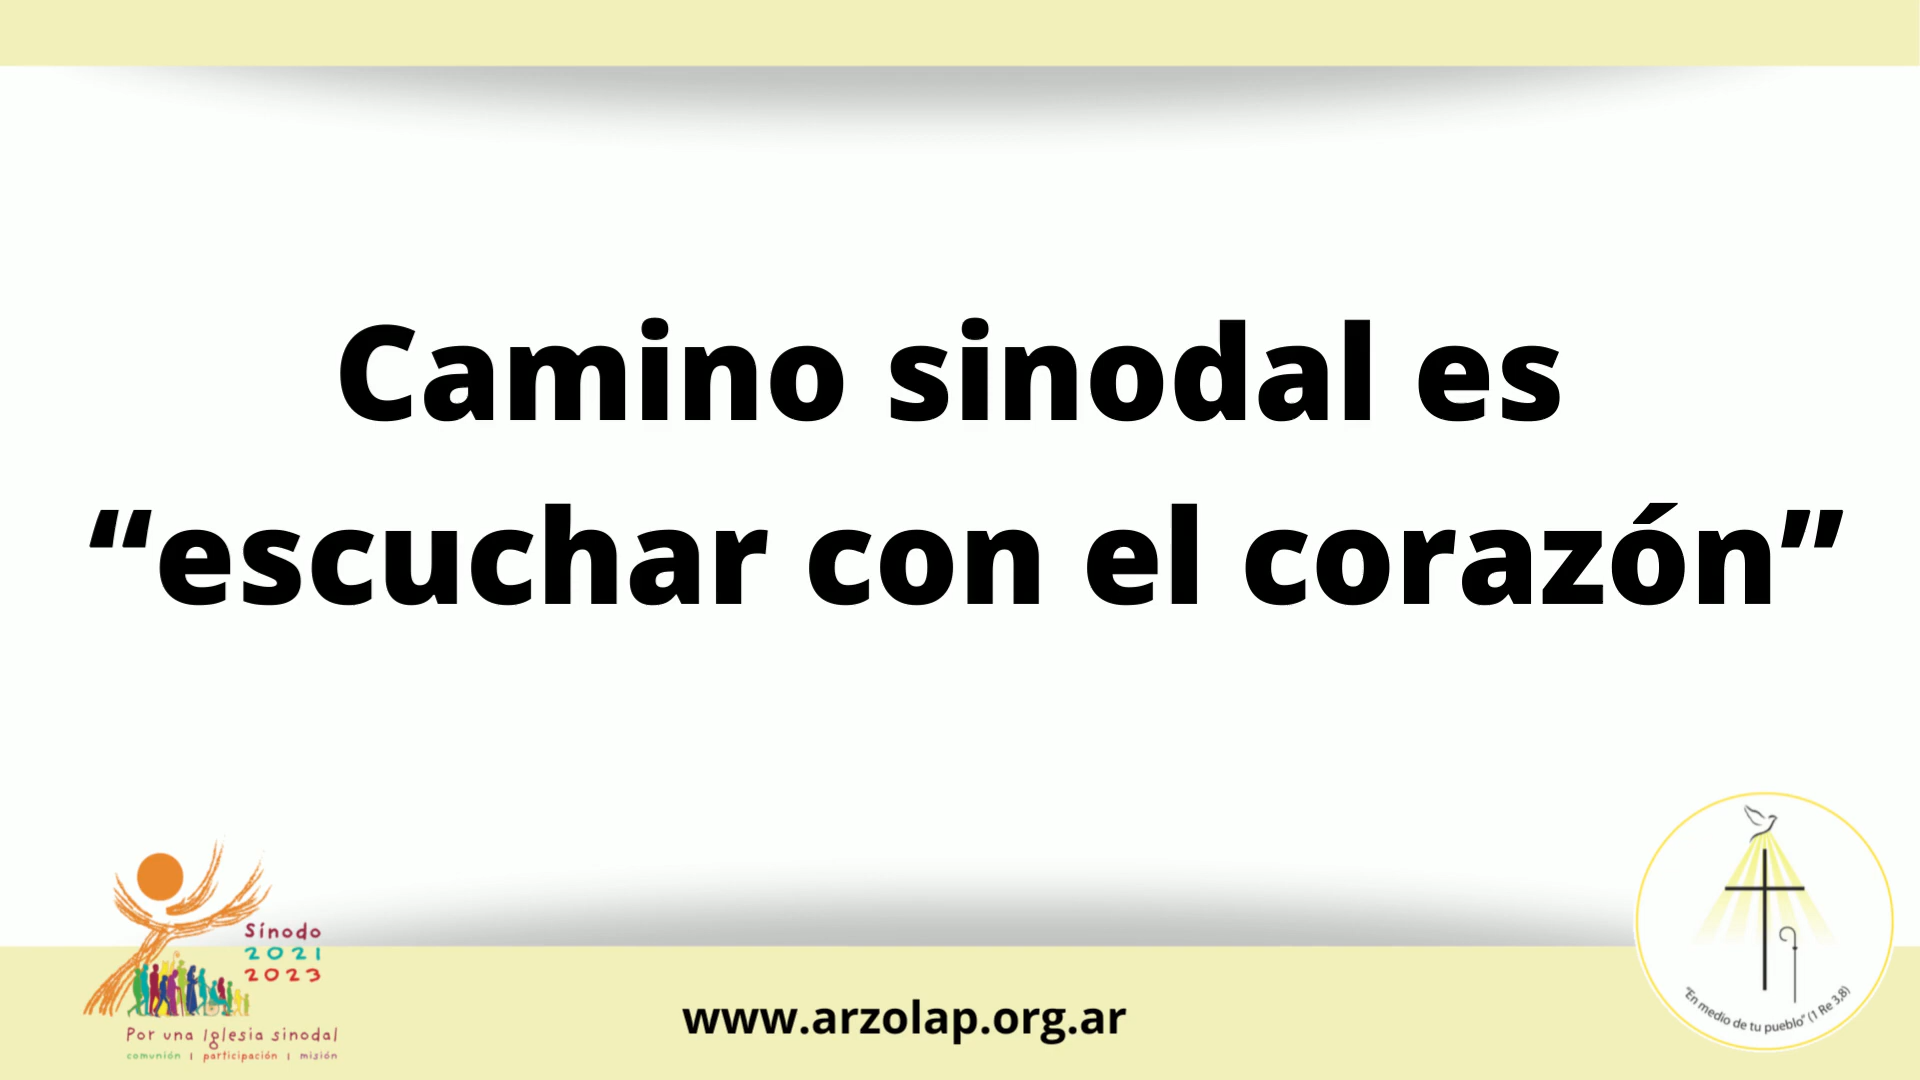 Camino sinodal es
“escuchar con el corazón”
Sínodo
2021
2023
Por una Iglesia sinodal
comunión | participación | misión
www.arzolap.org.ar
“En medio de tu pueblo” (1 Re 3,8)